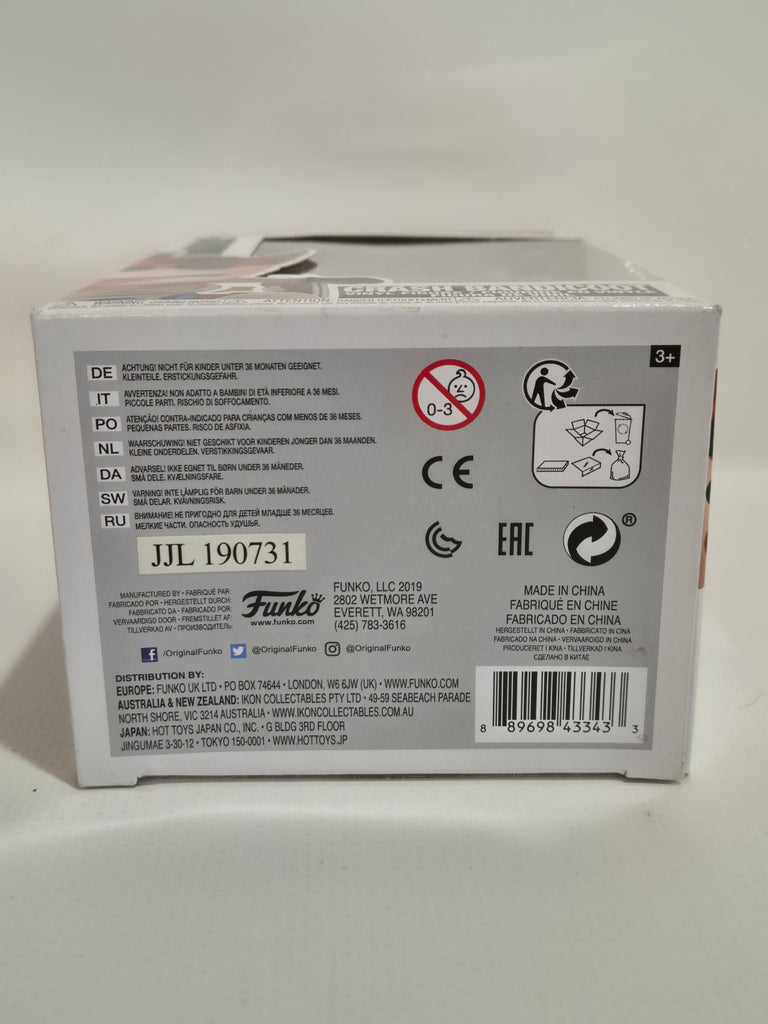 CRASH BANDICOOT
3+
DE ACHTUNG! NICHT FÜR KINDER UNTER 36 MONATEN GEEIGNET.
KLEINTEILE. ERSTICKUNGSGEFAHR.
IT AVVERTENZA! NON ADATTO A BAMBINI DI ETÀ INFERIORE A 36 MESI.
PICCOLE PARTI. RISCHIO DI SOFFOCAMENTO.
PO ATENÇÃO! CONTRA-INDICADO PARA CRIANÇAS COM MENOS DE 36 MESES.
PEQUENAS PARTES. RISCO DE ASFIXIA.
NL WAARSCHUWING! NIET GESCHIKT VOOR KINDEREN JONGER DAN 36 MAANDEN.
KLEINE ONDERDELEN. VERSTIKKINGSGEVAAR.
DA ADVARSEL! IKKE EGNET TIL BØRN UNDER 36 MÅNEDER.
SMÅ DELE. KVÆLNINGSFARE.
SW VARNING! INTE LÄMPLIG FÖR BARN UNDER 36 MÅNADER.
SMÅ DELAR. KVÄVNINGSRISK.
RU ВНИМАНИЕ! НЕ ПРИГОДНО ДЛЯ ДЕТЕЙ МЛАДШЕ 36 МЕСЯЦЕВ.
МЕЛКИЕ ЧАСТИ. ОПАСНОСТЬ УДУШЬЯ.
0-3
CE
EAC
®
JJL 190731
MANUFACTURED BY • FABRIQUÉ PAR:
FABRICADO POR • HERGESTELLT DURCH:
FABBRICATO DA • FABRICADO POR:
VERVAARDIGD DOOR • FREMSTILLET AF:
TILLVERKAD AV • ПРОИЗВОДИТЕЛЬ:
Funko
www.funko.com
FUNKO, LLC 2019
2802 WETMORE AVE
EVERETT, WA 98201
(425) 783-3616
MADE IN CHINA
FABRIQUÉ EN CHINE
FABRICADO EN CHINA
HERGESTELLT IN CHINA • FABBRICATO IN CINA
FABRICADO NA CHINA • VERVAARDIGD IN CHINA
PRODUCERET I KINA • TILLVERKAD I KINA
СДЕЛАНО В КИТАЕ
/OriginalFunko @OriginalFunko @OriginalFunko
DISTRIBUTION BY:
EUROPE: FUNKO UK LTD • PO BOX 74644 • LONDON, W6 6JW (UK) • WWW.FUNKO.COM
AUSTRALIA & NEW ZEALAND: IKON COLLECTABLES PTY LTD • 49-59 SEABEACH PARADE
NORTH SHORE, VIC 3214 AUSTRALIA • WWW.IKONCOLLECTABLES.COM.AU
JAPAN: HOT TOYS JAPAN CO., INC. • G BLDG 3RD FLOOR
JINGUMAE 3-30-12 • TOKYO 150-0001 • WWW.HOTTOYS.JP
8 89698 43343 3